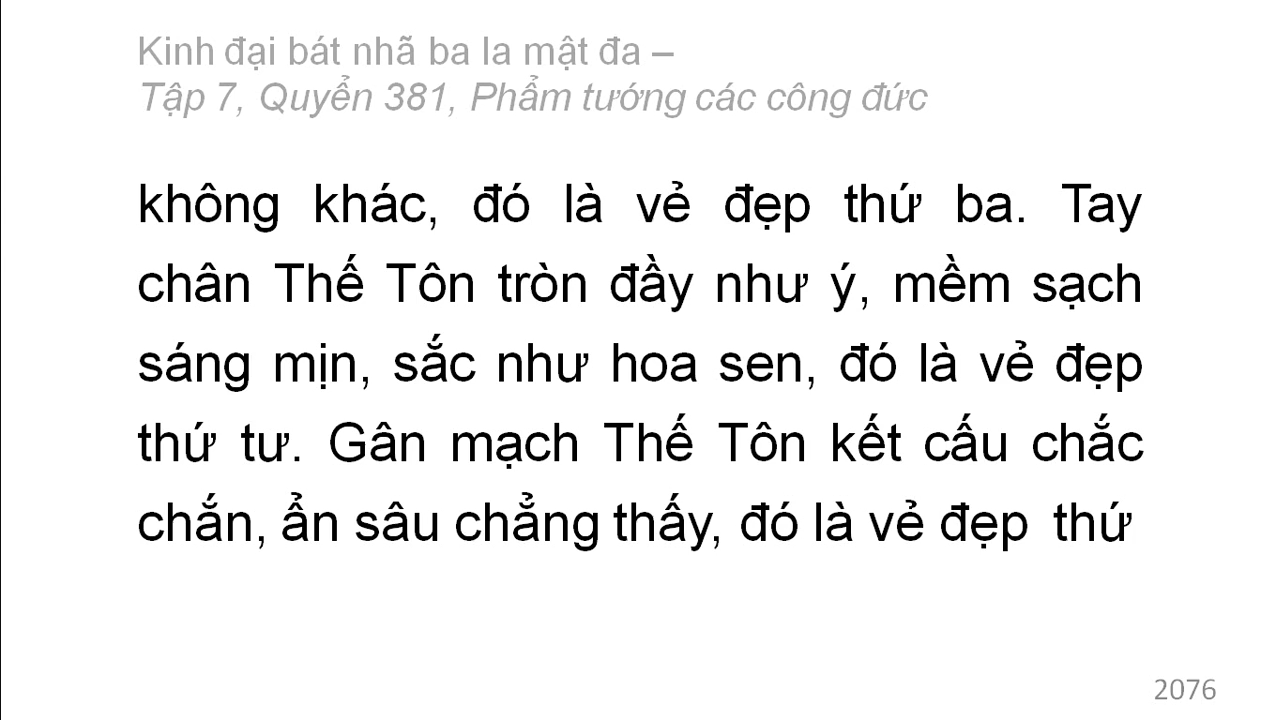 Kinh đại bát nhã ba la mật đa –
Tập 7, Quyển 381, Phẩm tướng các công đức
không khác, đó là vẻ đẹp thứ ba. Tay
chân Thế Tôn tròn đầy như ý, mềm sạch
sáng mịn, sắc như hoa sen, đó là vẻ đẹp
thứ tư. Gân mạch Thế Tôn kết cấu chắc
chắn, ẩn sâu chẳng thấy, đó là vẻ đẹp thứ
2076